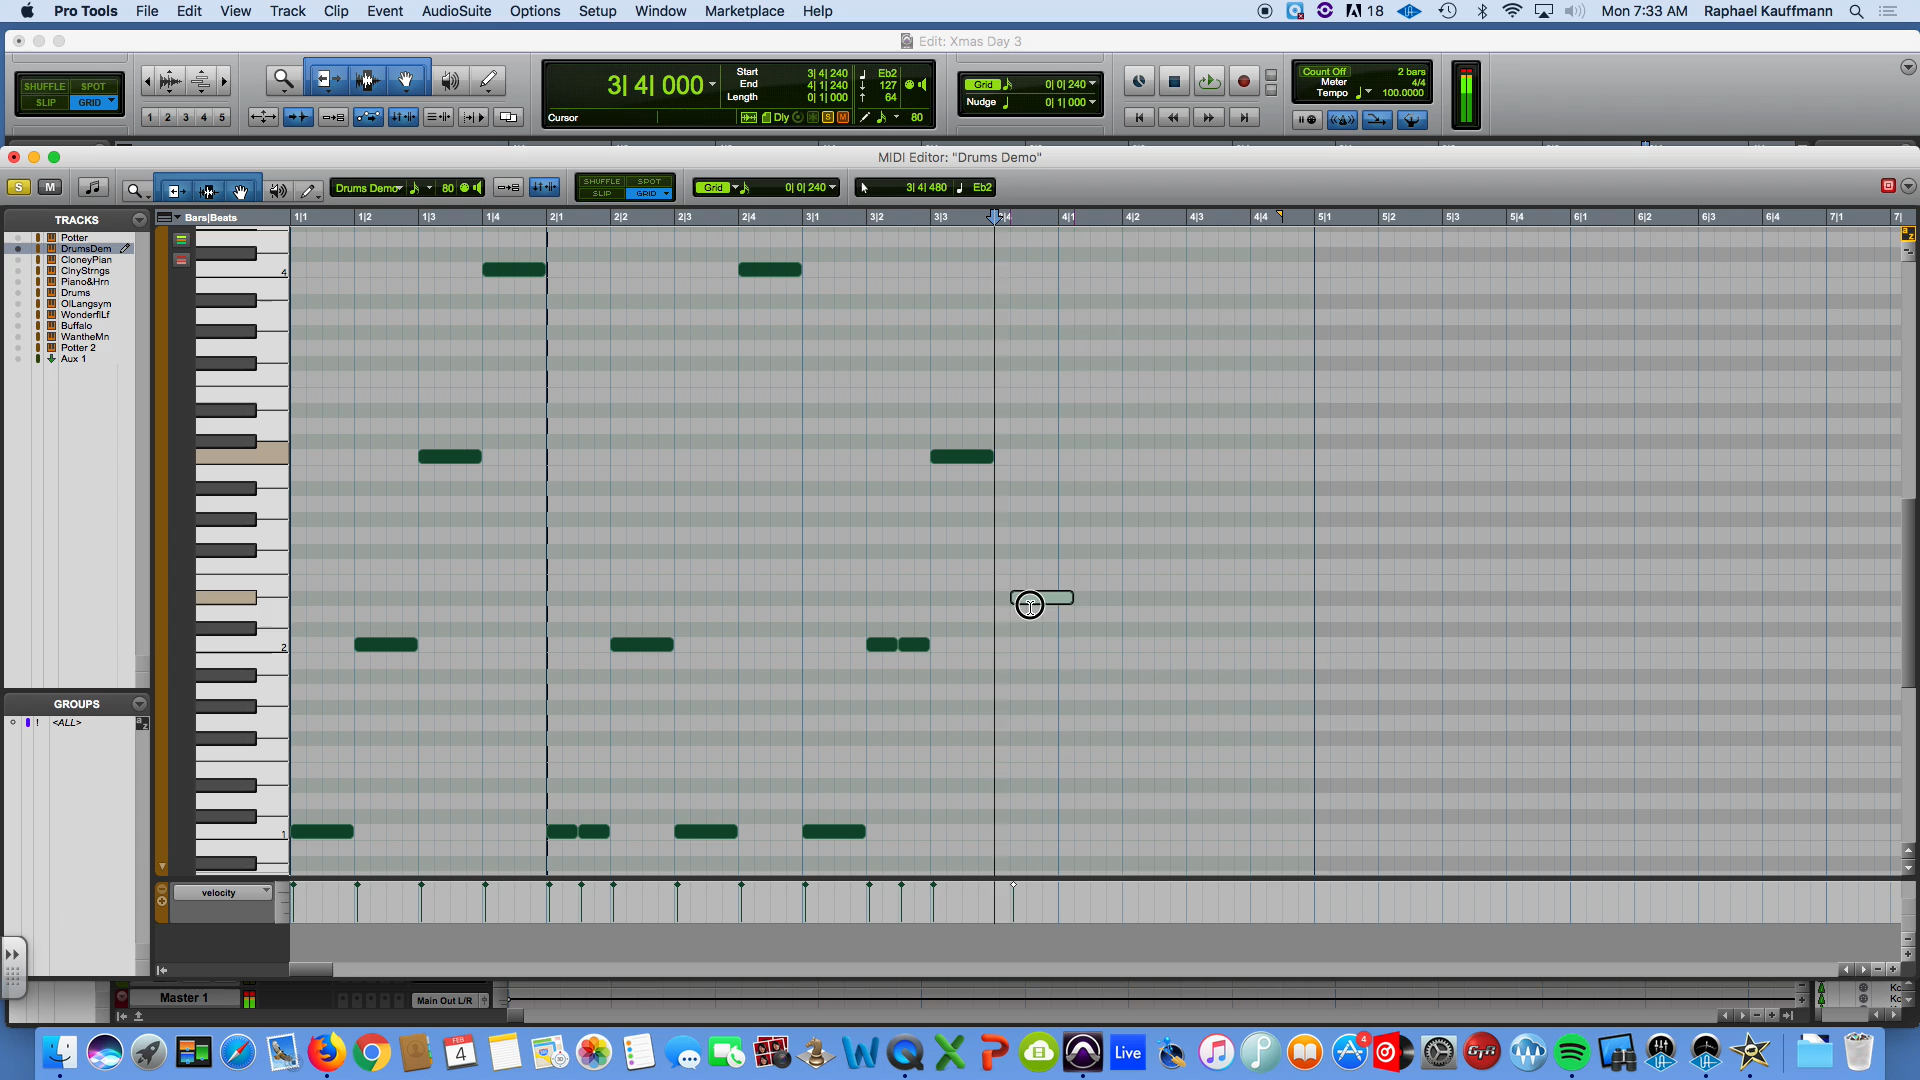 Pro Tools File Edit View Track Clip Event AudioSuite Options Setup Window Marketplace Help 18 Mon 7:33 AM Raphael Kauffmann
Edit: Xmas Day 3
SHUFFLE SPOT
SLIP GRID
1 2 3 4 5
3| 4| 000
Start 3| 4| 240
End 4| 1| 240
Length 0| 1| 000
Eb2
127
64
Cursor
Dly
S M
80
Grid 0| 0| 240
Nudge 0| 1| 000
Count Off 2 bars
Meter 4/4
Tempo 100.0000
MIDI Editor: "Drums Demo"
S M
Drums Demo 80
SHUFFLE SPOT
SLIP GRID
Grid 0| 0| 240
3| 4| 480 Eb2
TRACKS
Bars|Beats 1|1 1|2 1|3 1|4 2|1 2|2 2|3 2|4 3|1 3|2 3|3 |4 4|1 4|2 4|3 4|4 5|1 5|2 5|3 5|4 6|1 6|2 6|3 6|4 7|1 7|
Potter
DrumsDem
CloneyPian
ClnyStrngs
Piano&Hrn
Drums
OlLangsym
WonderflLf
Buffalo
WantheMn
Potter 2
Aux 1
4
2
1
GROUPS
! <ALL>
a z
velocity
Master 1
Main Out L/R
Kc
Kc
FEB
4
Live
4
GTR